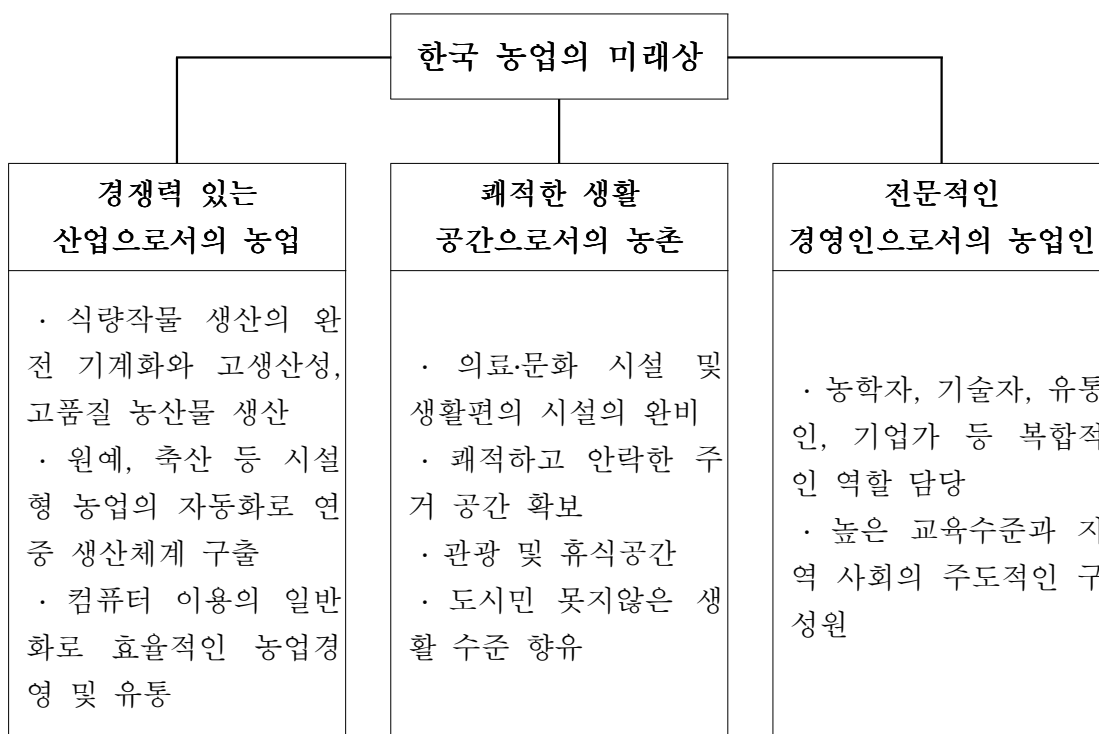 한국 농업의 미래상
경쟁력 있는
산업으로서의 농업
· 식량작물 생산의 완
전 기계화와 고생산성,
고품질 농산물 생산
· 원예, 축산 등 시설
형 농업의 자동화로 연
중 생산체계 구출
· 컴퓨터 이용의 일반
화로 효율적인 농업경
영 및 유통
쾌적한 생활
공간으로서의 농촌
· 의료·문화 시설 및
생활편의 시설의 완비
· 쾌적하고 안락한 주
거 공간 확보
· 관광 및 휴식공간
· 도시민 못지않은 생
활 수준 향유
전문적인
경영인으로서의 농업인
· 농학자, 기술자, 유통
인, 기업가 등 복합적
인 역할 담당
· 높은 교육수준과 지
역 사회의 주도적인 구
성원